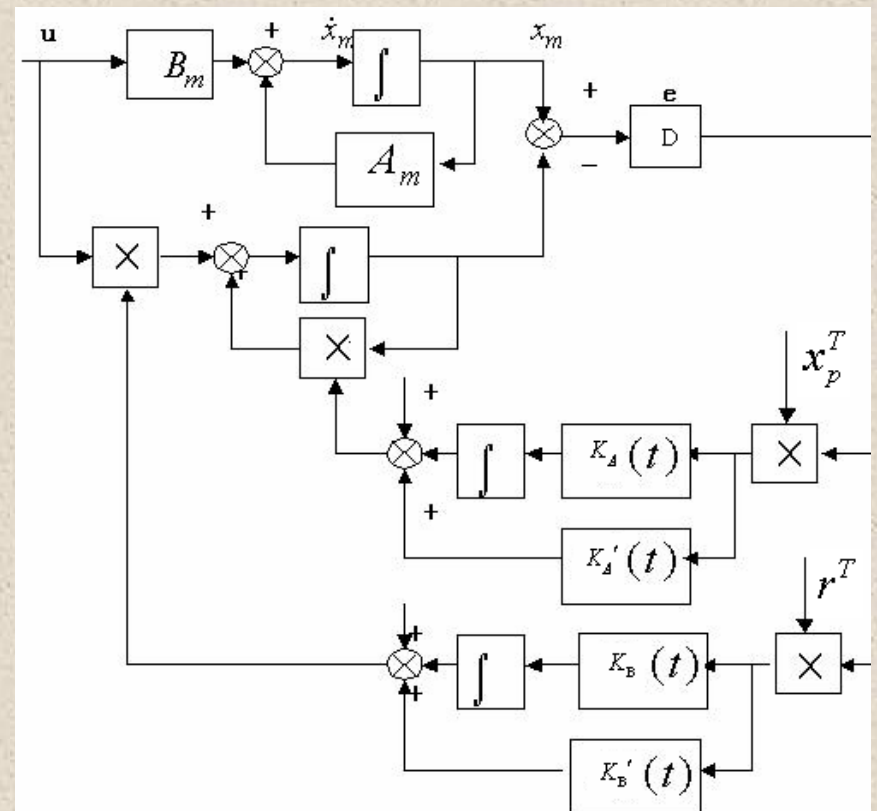 u + ẋ_m x_m
B_m ∫ + e
D
A_m −
+
× + ∫
×
x_p^T
+
∫ K_A(t) ×
+
K_A'(t)
r^T
+
∫ K_B(t) ×
+
K_B'(t)